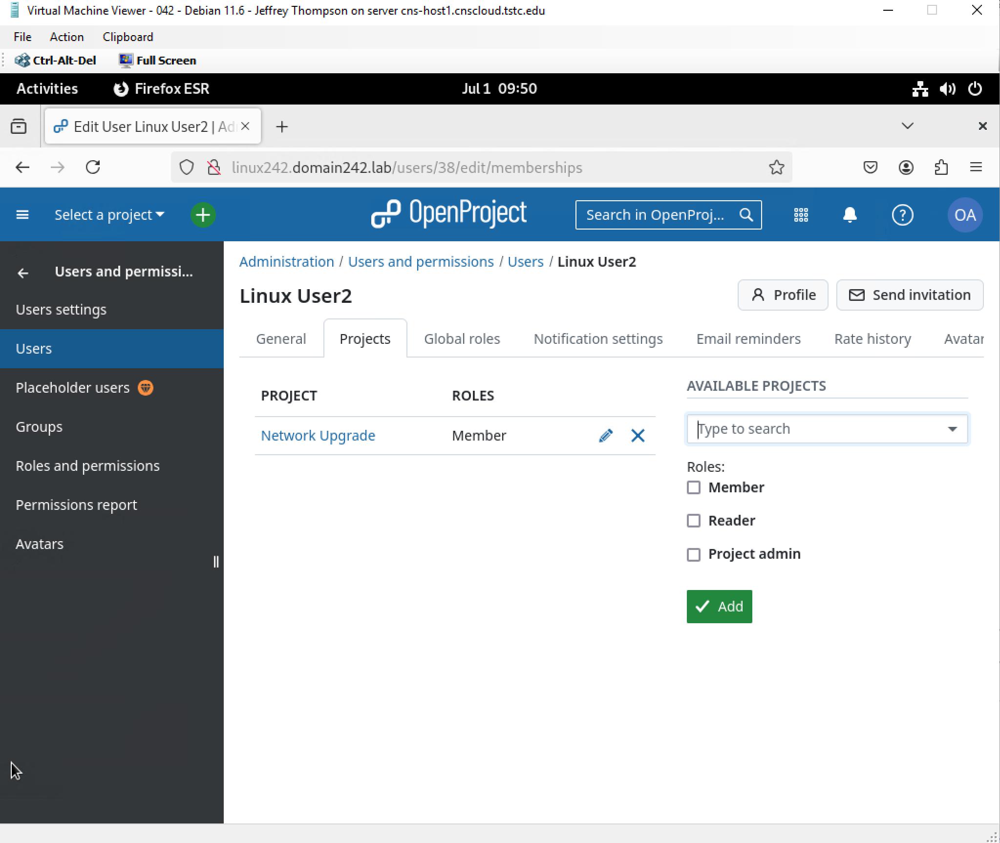 Virtual Machine Viewer - 042 - Debian 11.6 - Jeffrey Thompson on server cns-host1.cnscloud.tstc.edu
File Action Clipboard
Ctrl-Alt-Del Full Screen
Activities Firefox ESR Jul 1 09:50
Edit User Linux User2 | Ad
linux242.domain242.lab/users/38/edit/memberships
Select a project OpenProject Search in OpenProj... OA
Administration / Users and permissions / Users / Linux User2
Users and permissi...
Users settings
Users
Placeholder users
Groups
Roles and permissions
Permissions report
Avatars
Linux User2 Profile Send invitation
General Projects Global roles Notification settings Email reminders Rate history Avatar
PROJECT ROLES
Network Upgrade Member
AVAILABLE PROJECTS
Type to search
Roles:
Member
Reader
Project admin
Add